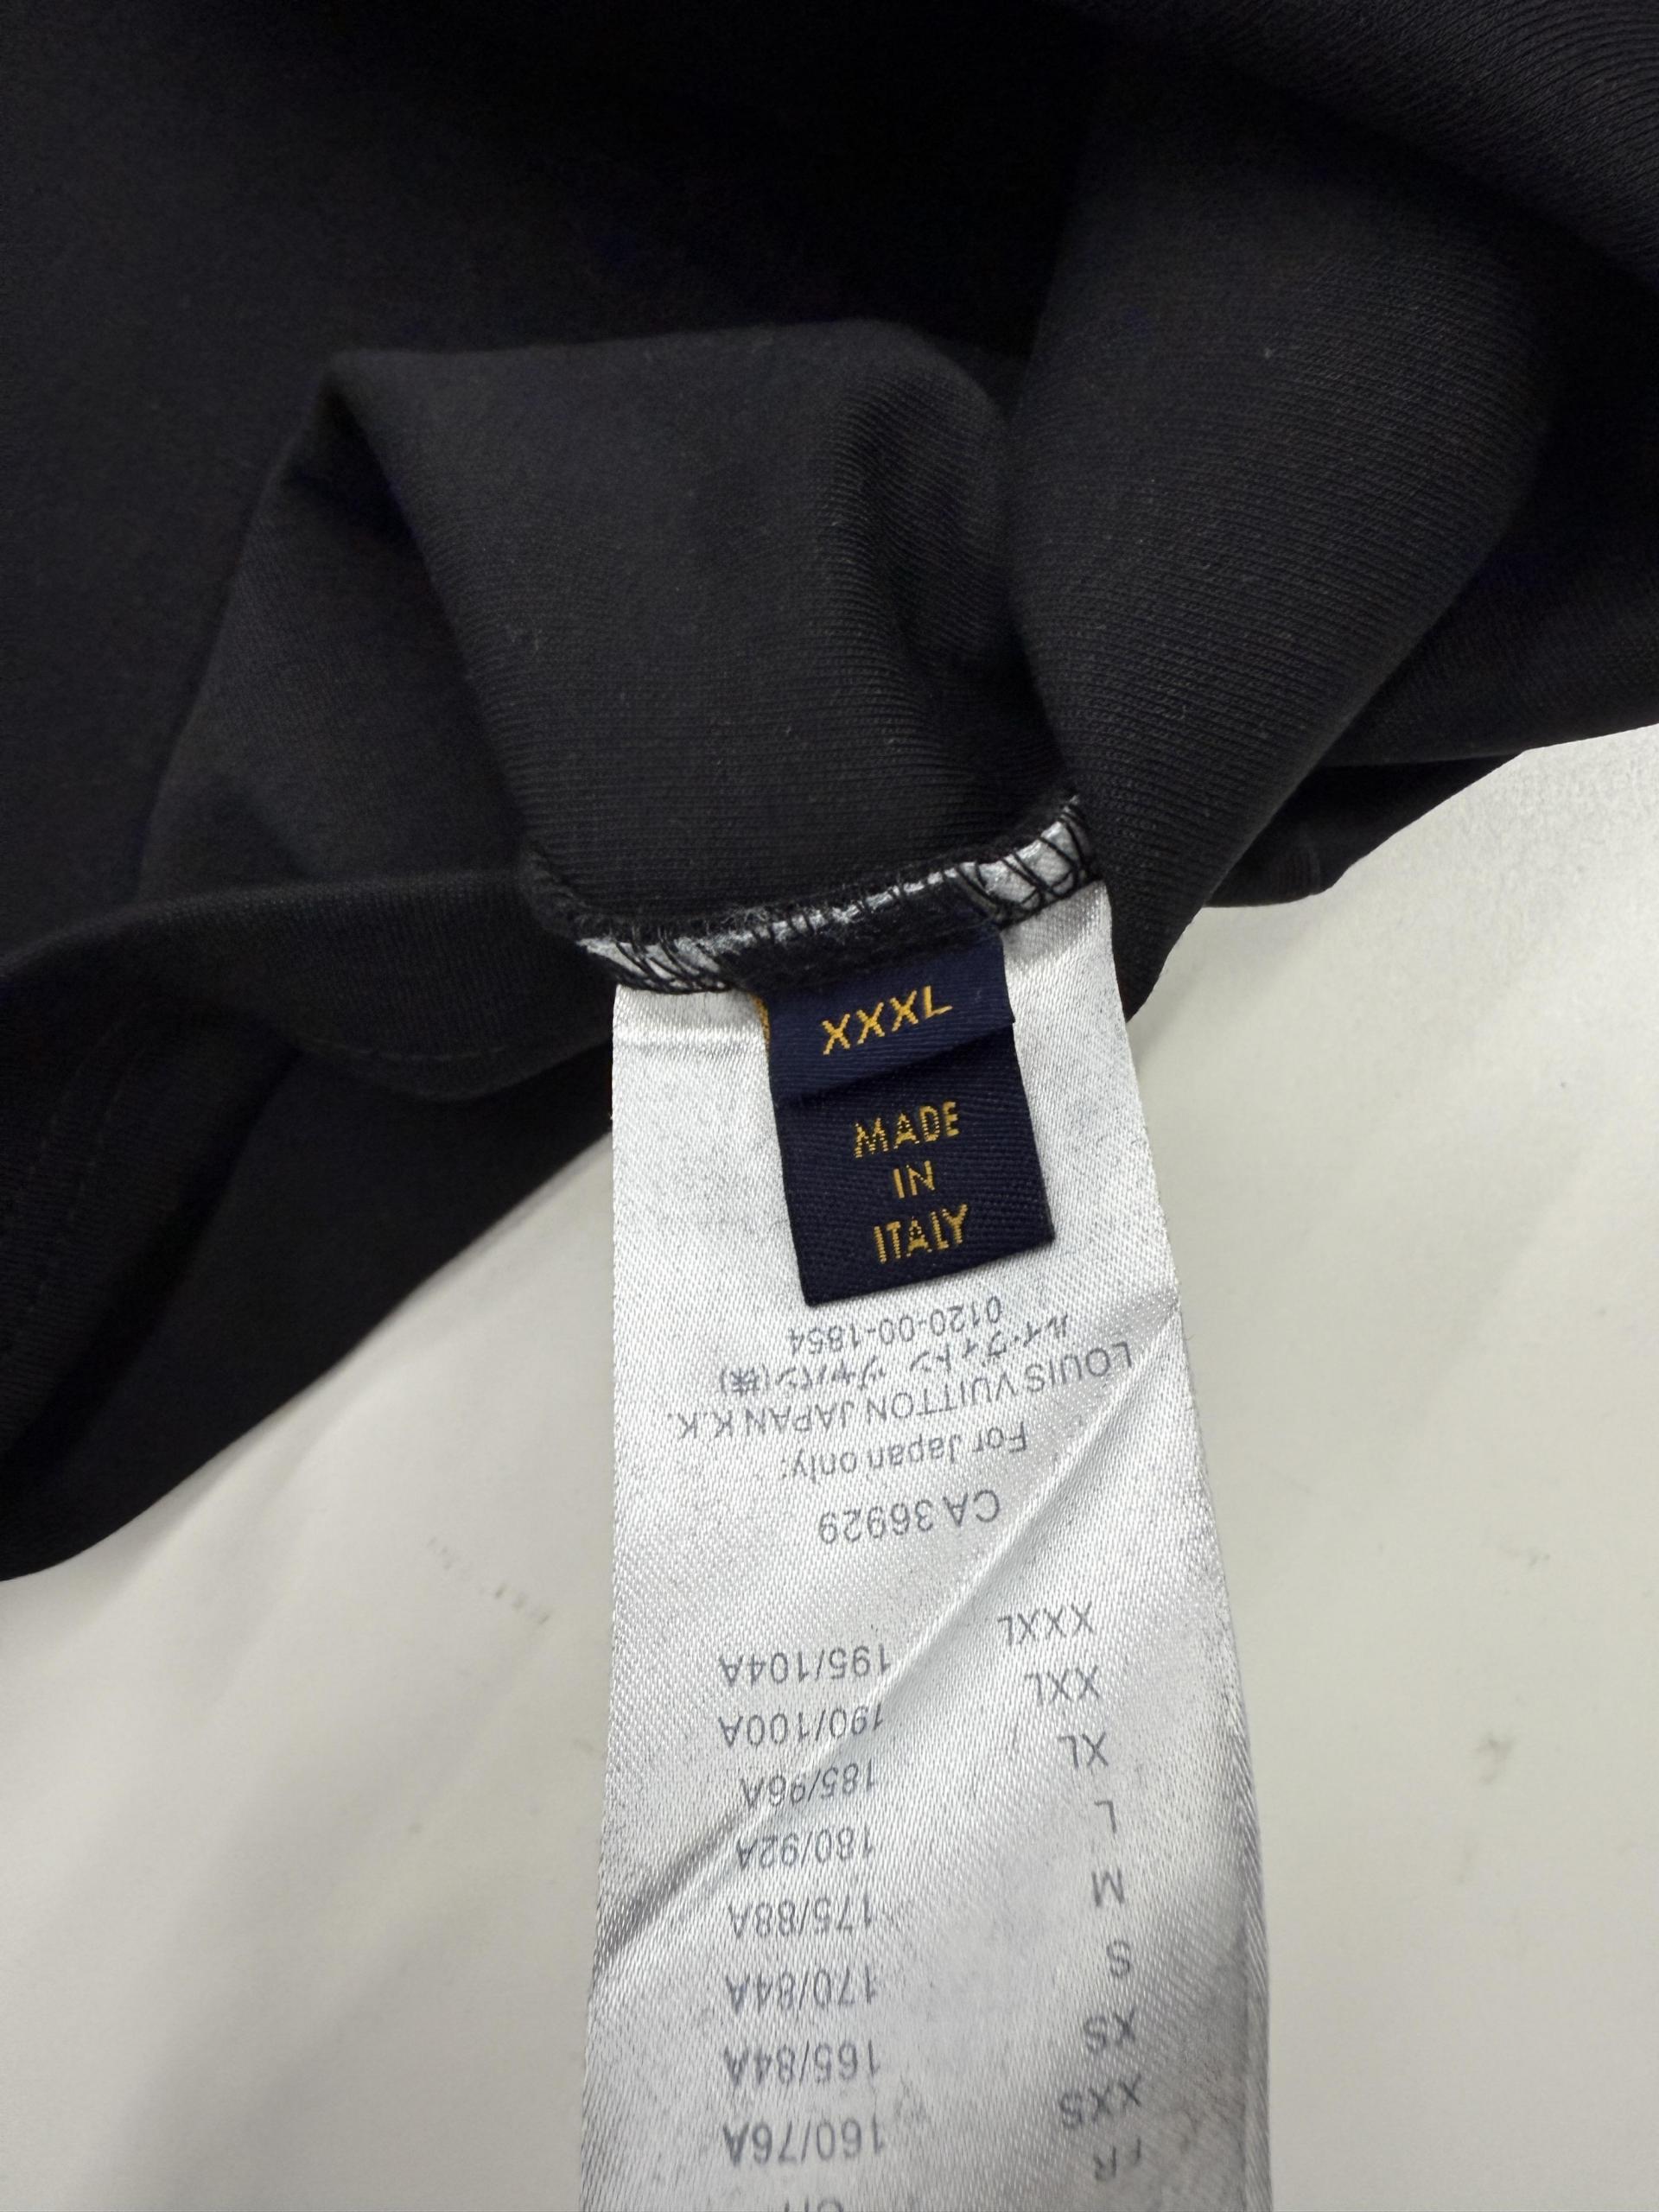 XXXL
MADE
IN
ITALY
FR CH
XXS 160/76A
XS 165/84A
S 170/84A
M 175/88A
L 180/92A
XL 185/96A
XXL 190/100A
XXXL 195/104A
CA 36929
For Japan only:
LOUIS VUITTON JAPAN K.K.
ルイ・ヴィトン ジャパン(株)
0120-00-1854